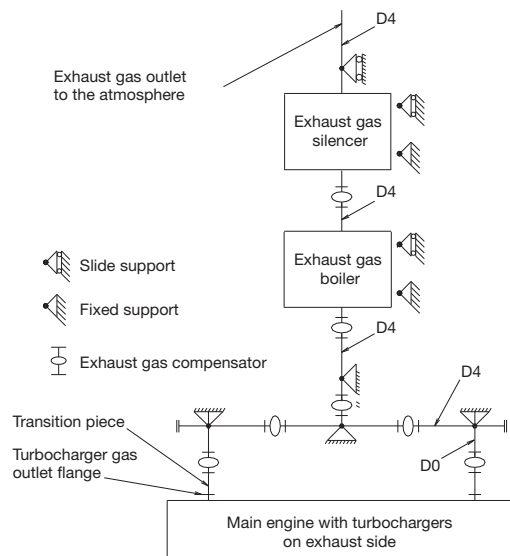 D4
Exhaust gas outlet
to the atmosphere
Exhaust gas
silencer
D4
Exhaust gas
boiler
Slide support
Fixed support
D4
Exhaust gas compensator
D4
Transition piece
Turbocharger gas
outlet flange
D0
Main engine with turbochargers
on exhaust side